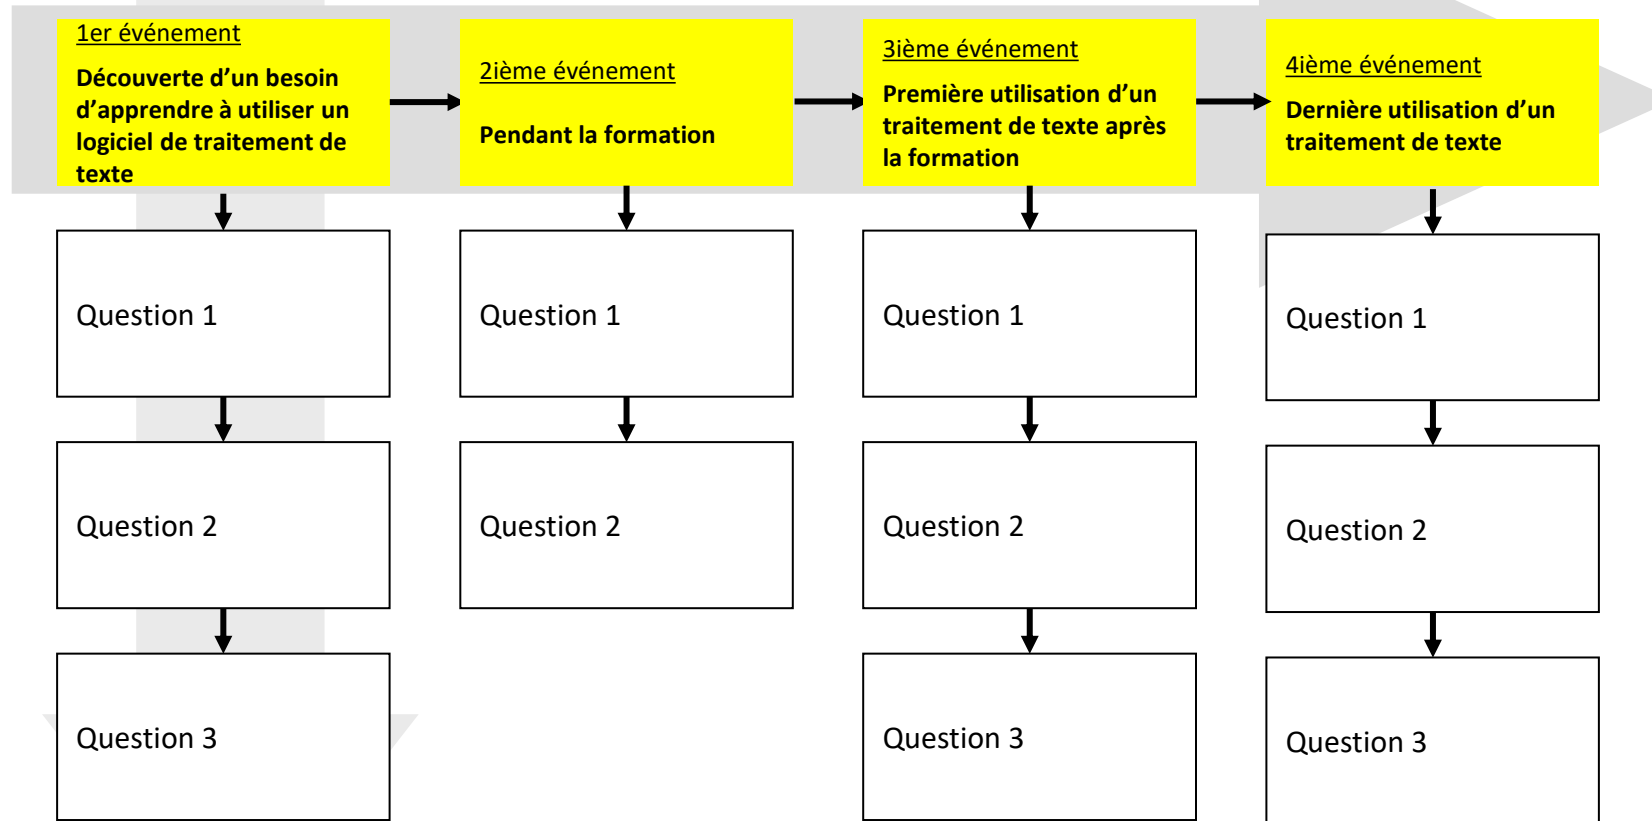 1er événement
Découverte d’un besoin
d’apprendre à utiliser un
logiciel de traitement de
texte
2ième événement
Pendant la formation
3ième événement
Première utilisation d’un
traitement de texte après
la formation
4ième événement
Dernière utilisation d’un
traitement de texte
Question 1
Question 1
Question 1
Question 1
Question 2
Question 2
Question 2
Question 2
Question 3
Question 3
Question 3